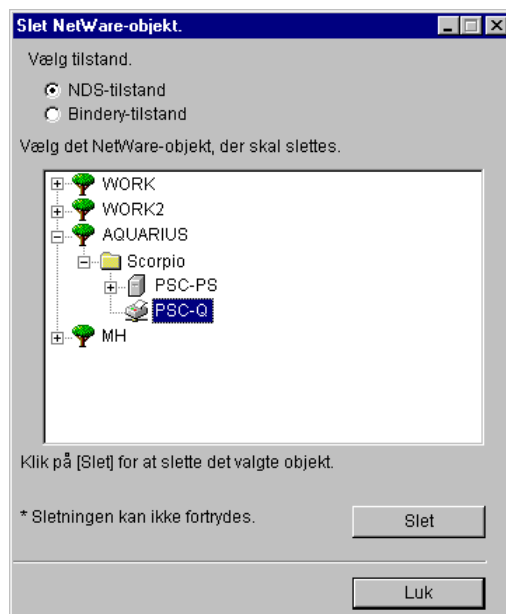 Slet NetWare-objekt.
Vælg tilstand.
NDS-tilstand
Bindery-tilstand
Vælg det NetWare-objekt, der skal slettes.
WORK
WORK2
AQUARIUS
Scorpio
PSC-PS
PSC-Q
MH
Klik på [Slet] for at slette det valgte objekt.
* Sletningen kan ikke fortrydes.
Slet
Luk